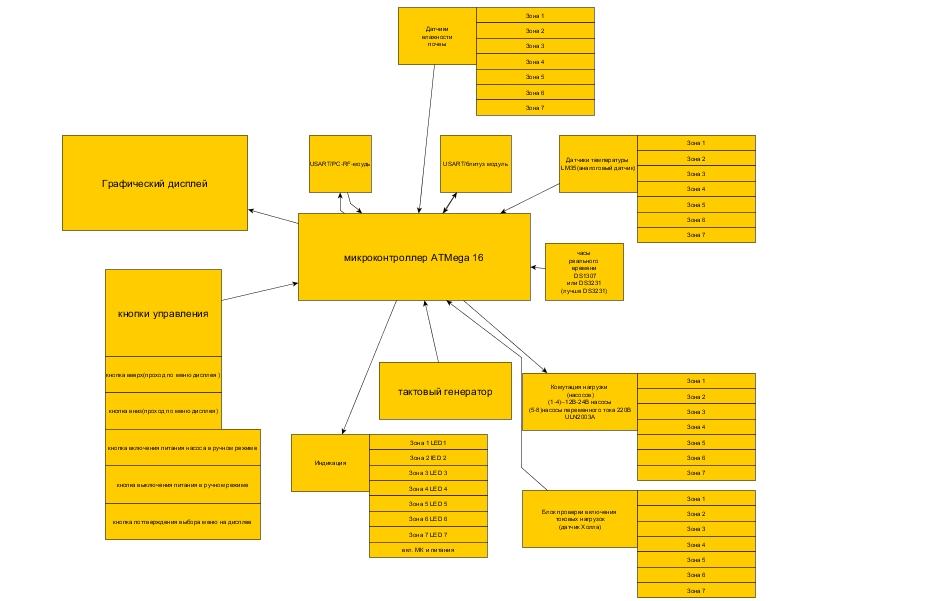 Датчики
влажности
почвы
Зона 1
Зона 2
Зона 3
Зона 4
Зона 5
Зона 6
Зона 7
Графический дисплей
USART/PC-RF-моудь
USART/блитуз модуль
Датчики температуры
LM35(аналоговый датчик)
Зона 1
Зона 2
Зона 3
Зона 4
Зона 5
Зона 6
Зона 7
микроконтроллер ATMega 16
часы
реального
времени
DS1307
или DS3231
(лучше DS3231)
кнопки управления
кнопка вверх(проход по меню дисплея )
кнопка вниз(проход по меню дисплея)
кнопка включения питания насоса в ручном режиме
кнопка выключения питания в ручном режиме
кнопка потверждения выбора меню на дисплее
тактовый генератор
Индикация
Зона 1 LED1
Зона 2 lED 2
Зона 3 LED 3
Зона 4 LED 4
Зона 5 LED 5
Зона 6 LED 6
Зона 7 LED 7
вкл. МК и питания
Комутация нагрузки
(насосов)
(1-4)--12В-24В насосы
(5-8)насосы переменного тока 220В
ULN2003A
Зона 1
Зона 2
Зона 3
Зона 4
Зона 5
Зона 6
Зона 7
Блок проверки включения
токовых нагрузок
(датчик Холла)
Зона 1
Зона 2
Зона 3
Зона 4
Зона 5
Зона 6
Зона 7